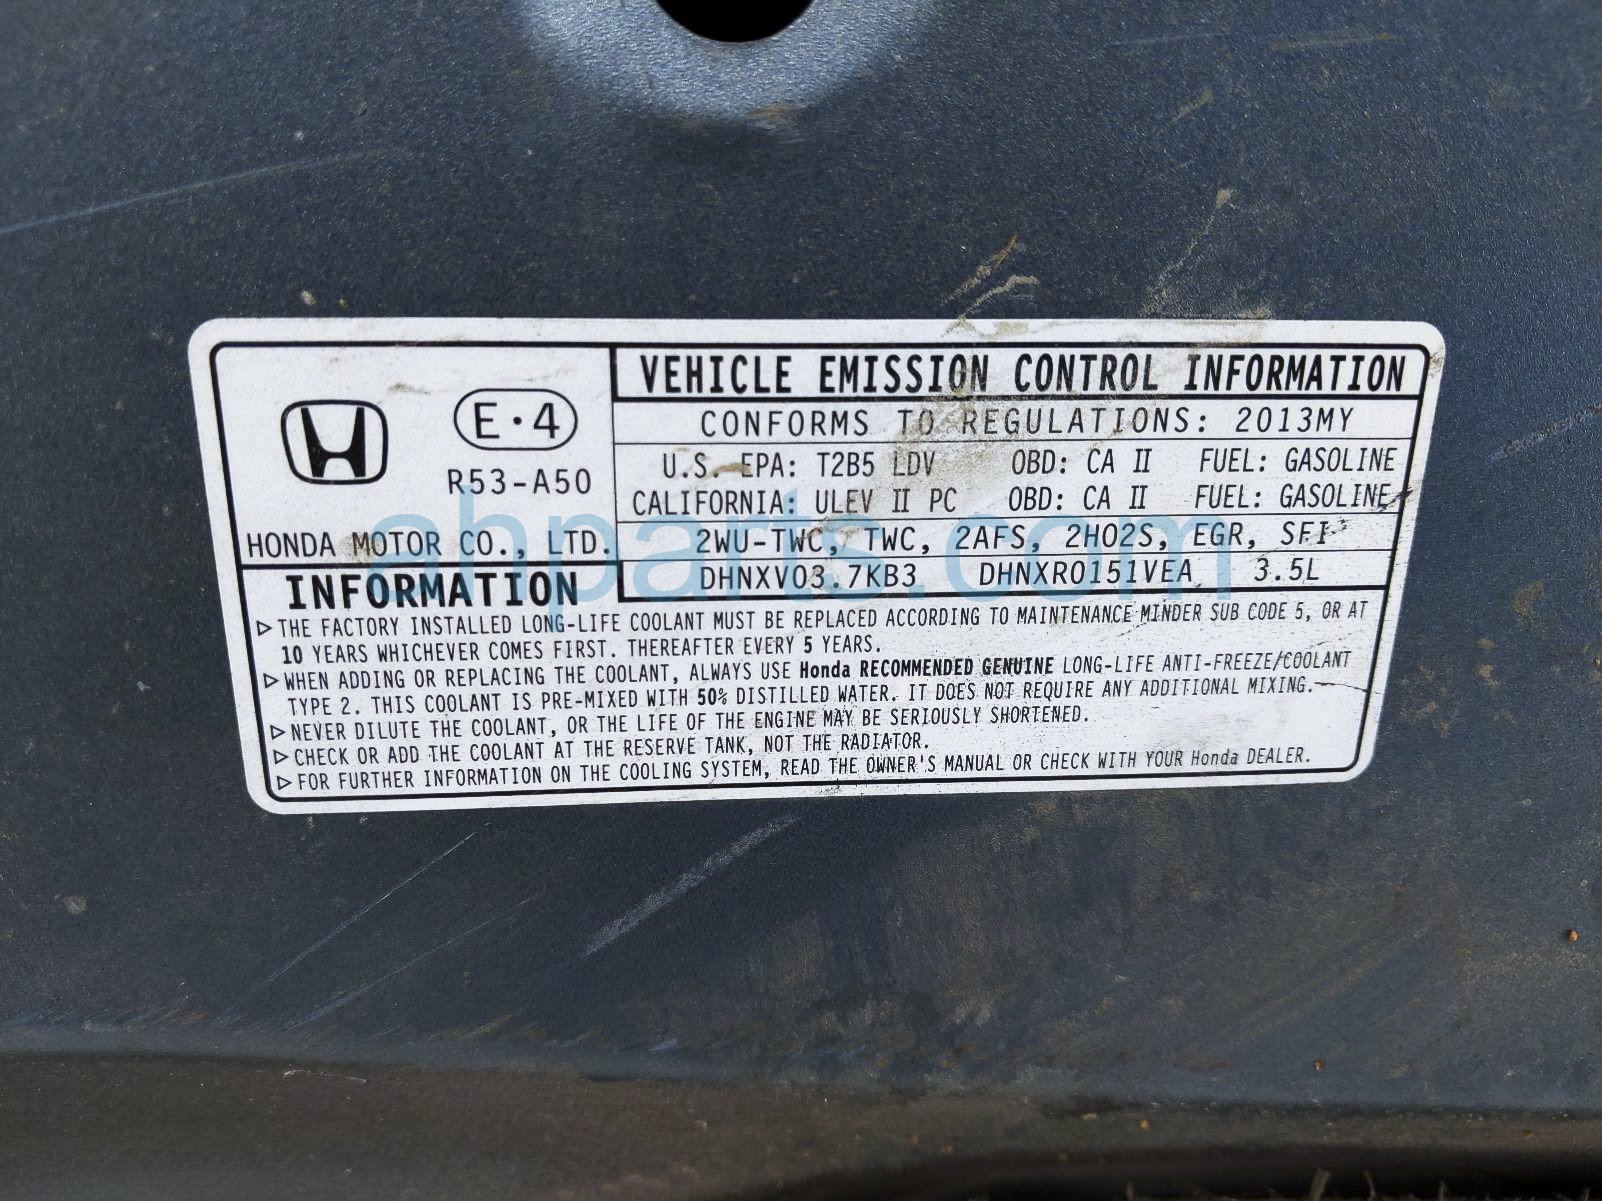 VEHICLE EMISSION CONTROL INFORMATION
CONFORMS TO REGULATIONS: 2013MY
E·4
U.S. EPA: T2B5 LDV OBD: CA II FUEL: GASOLINE
R53-A50
CALIFORNIA: ULEV II PC OBD: CA II FUEL: GASOLINE
HONDA MOTOR CO., LTD.
2WU-TWC, TWC, 2AFS, 2HO2S, EGR, SFI
DHNXV03.7KB3 DHNXR0151VEA 3.5L
INFORMATION
▷THE FACTORY INSTALLED LONG-LIFE COOLANT MUST BE REPLACED ACCORDING TO MAINTENANCE MINDER SUB CODE 5, OR AT
10 YEARS WHICHEVER COMES FIRST. THEREAFTER EVERY 5 YEARS.
▷WHEN ADDING OR REPLACING THE COOLANT, ALWAYS USE Honda RECOMMENDED GENUINE LONG-LIFE ANTI-FREEZE/COOLANT
TYPE 2. THIS COOLANT IS PRE-MIXED WITH 50% DISTILLED WATER. IT DOES NOT REQUIRE ANY ADDITIONAL MIXING.
▷NEVER DILUTE THE COOLANT, OR THE LIFE OF THE ENGINE MAY BE SERIOUSLY SHORTENED.
▷CHECK OR ADD THE COOLANT AT THE RESERVE TANK, NOT THE RADIATOR.
▷FOR FURTHER INFORMATION ON THE COOLING SYSTEM, READ THE OWNER'S MANUAL OR CHECK WITH YOUR Honda DEALER.
ahparts.com